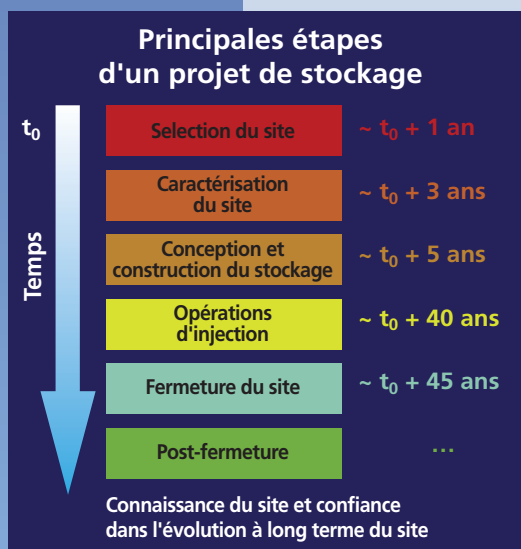 Principales étapes
d'un projet de stockage
t₀
Selection du site
~ t₀ + 1 an
Caractérisation
du site
~ t₀ + 3 ans
Conception et
construction du stockage
~ t₀ + 5 ans
Temps
Opérations
d'injection
~ t₀ + 40 ans
Fermeture du site
~ t₀ + 45 ans
Post-fermeture
...
Connaissance du site et confiance
dans l'évolution à long terme du site